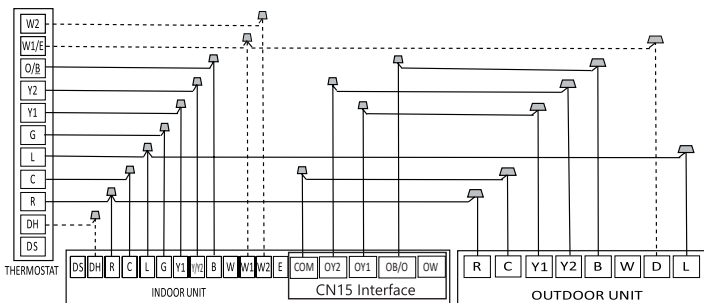 W2
W1/E
O/B
Y2
Y1
G
L
C
R
DH
DS
THERMOSTAT
DS DH R C L G Y1 Y/Y2 B W W1 W2 E COM OY2 OY1 OB/O OW
INDOOR UNIT
CN15 Interface
R C Y1 Y2 B W D L
OUTDOOR UNIT